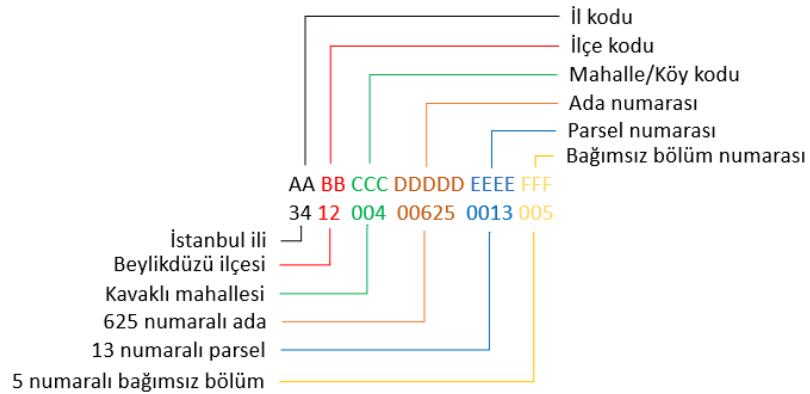 İl kodu
İlçe kodu
Mahalle/Köy kodu
Ada numarası
Parsel numarası
Bağımsız bölüm numarası
AA BB CCC DDDDD EEEE FFF
34 12 004 00625 0013 005
İstanbul ili
Beylikdüzü ilçesi
Kavaklı mahallesi
625 numaralı ada
13 numaralı parsel
5 numaralı bağımsız bölüm